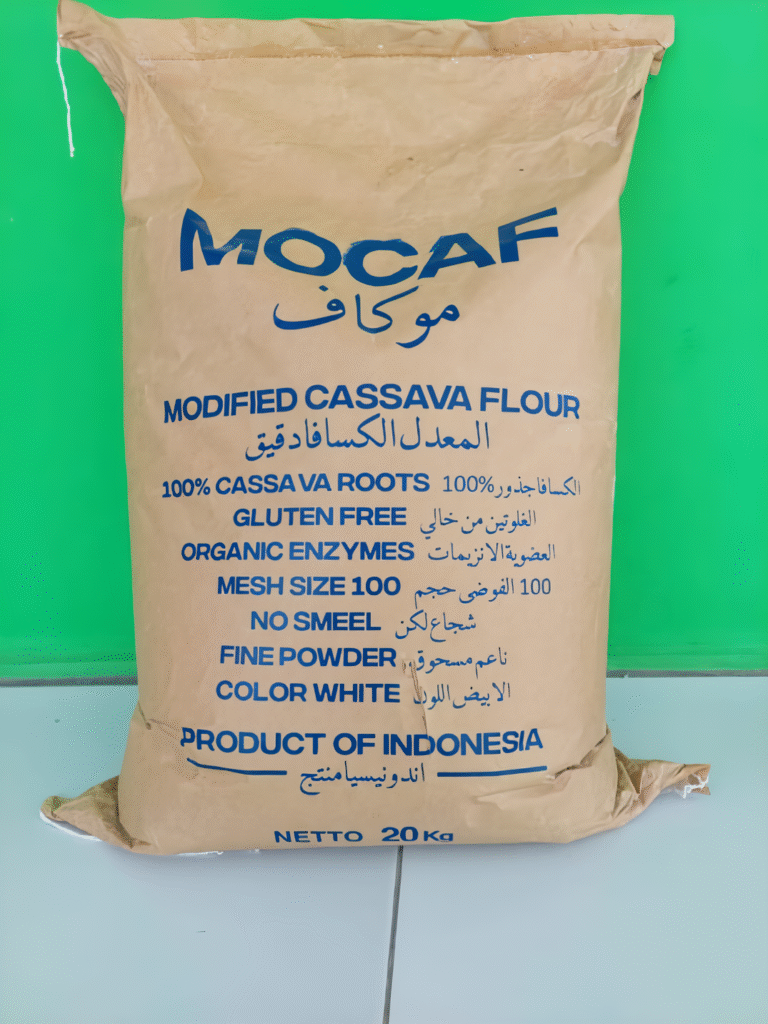 MOCAF
موكاف
MODIFIED CASSAVA FLOUR
المعدل الكسافا دقيق
100% CASSAVA ROOTS الكسافا جذور 100%
GLUTEN FREE الغلوتين من خالي
ORGANIC ENZYMES العضوية الانزيمات
MESH SIZE 100 100 الفوضى حجم
NO SMEEL شجاع لكن
FINE POWDER ناعم مسحوق
COLOR WHITE الابيض اللون
PRODUCT OF INDONESIA
اندونيسيا منتج
NETTO 20 Kg